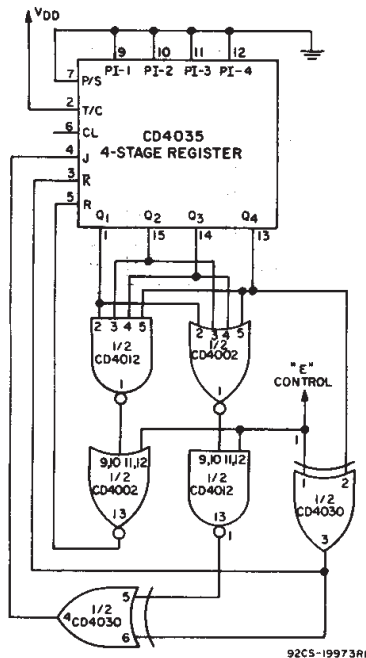 VDD
9 10 11 12
7 P/S PI-1 PI-2 PI-3 PI-4
2 T/C
6 CL CD4035
4 J 4-STAGE REGISTER
3 K̅
5 R
Q1 Q2 Q3 Q4
1 15 14 13
2 3 4 5 2 3 4 5
1/2 1/2
CD4012 CD4002
"E"
CONTROL
1 1
1
9,10 11,12 9,10 11,12 1 2
1/2 1/2 1/2
CD4002 CD4012 CD4030
13 13 3
1
1/2 5
4 CD4030
6
92CS-19973RI